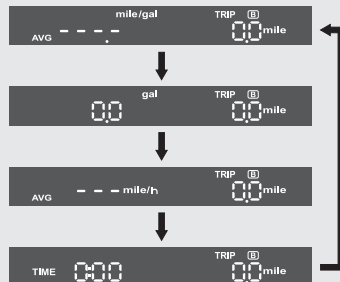 mile/gal TRIP B
AVG - - - -. 0.0 mile
gal TRIP B
0.0 0.0 mile
TRIP B
AVG - - - mile/h 0.0 mile
TRIP B
TIME 0:00 0.0 mile